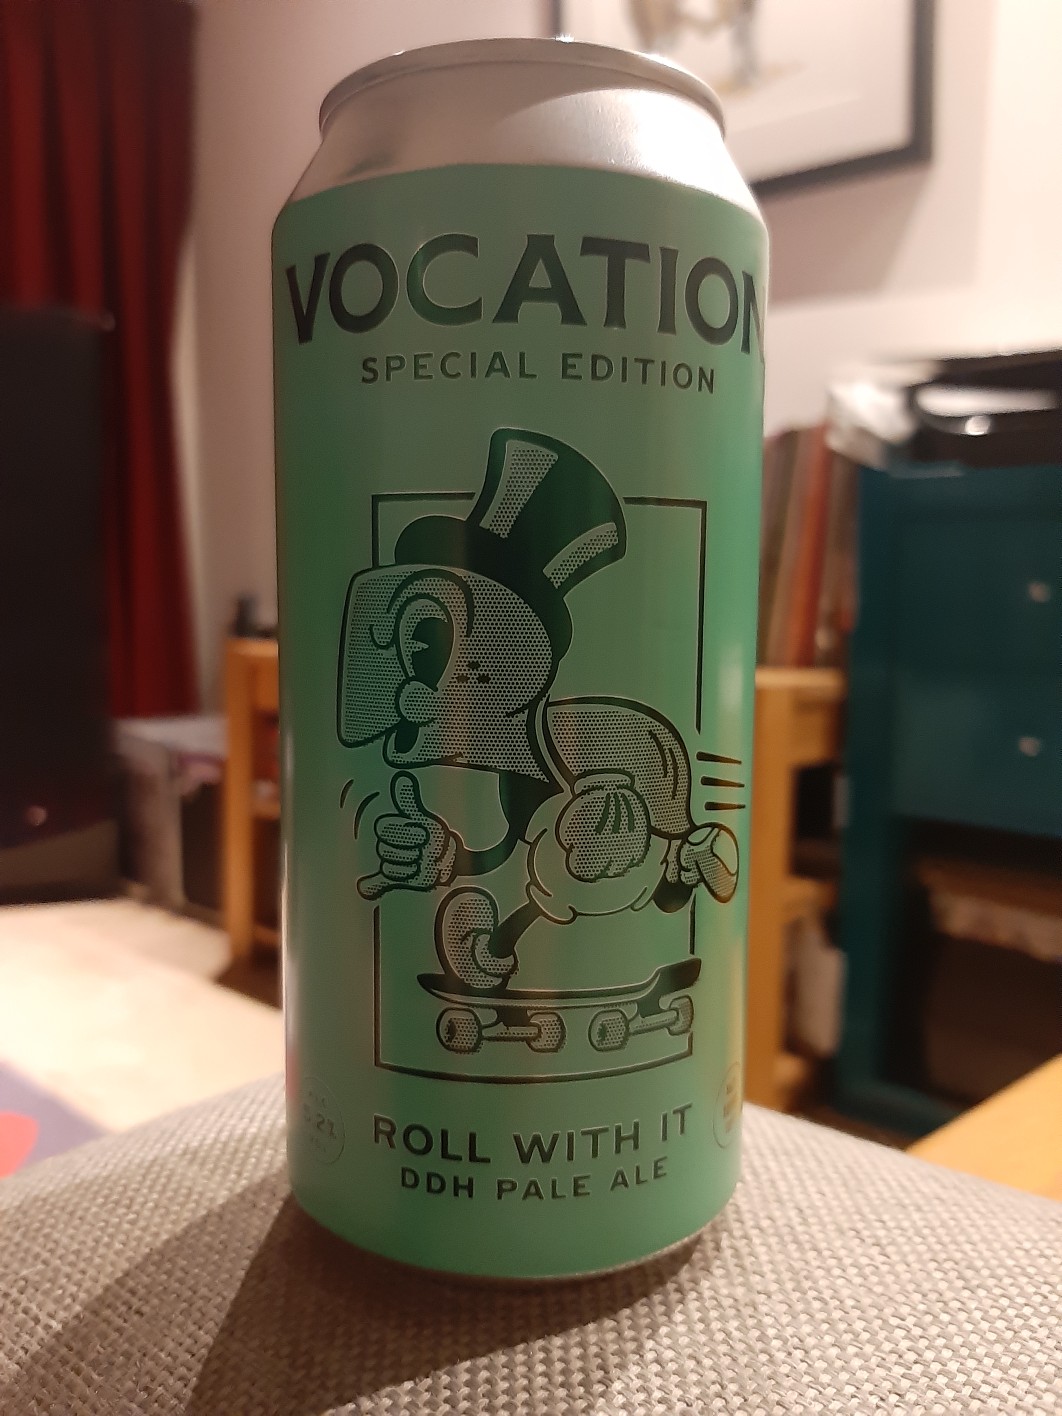 VOCATION
SPECIAL EDITION
ROLL WITH IT
DDH PALE ALE